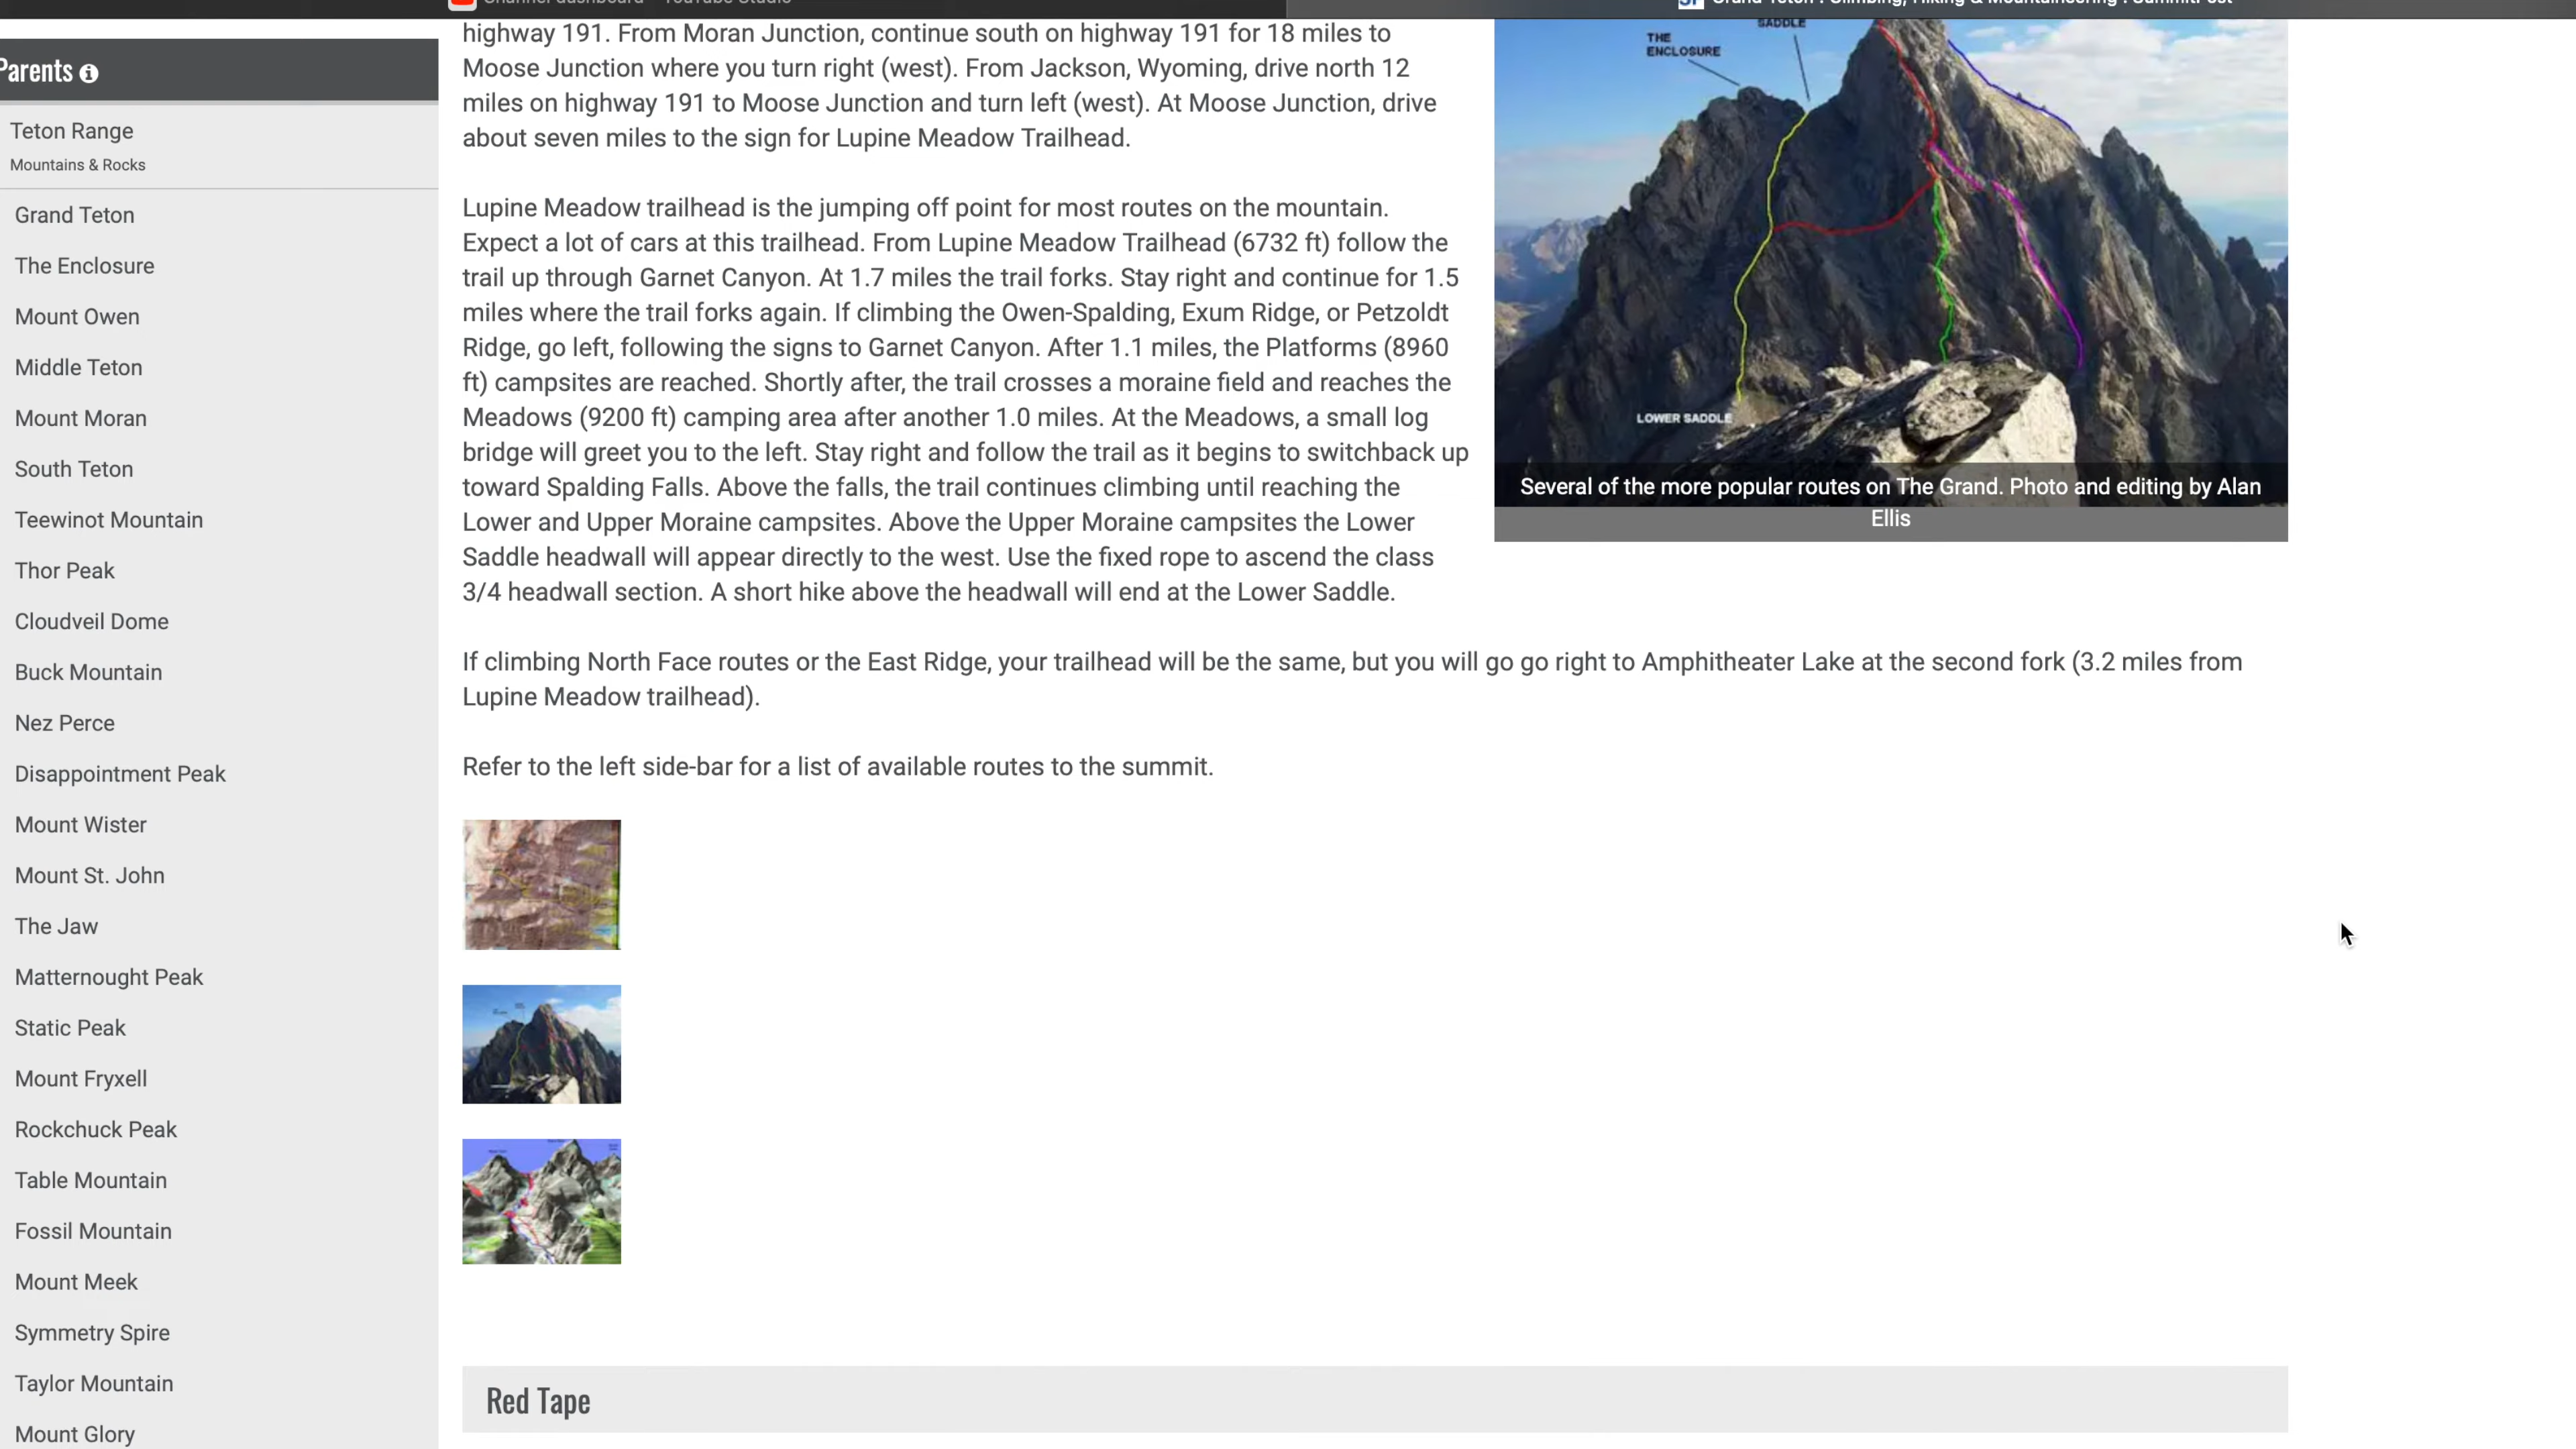 Channel dashboard - YouTube Studio
Grand Teton : Climbing, Hiking & Mountaineering : SummitPost
Parents
Teton Range
Mountains & Rocks
Grand Teton
The Enclosure
Mount Owen
Middle Teton
Mount Moran
South Teton
Teewinot Mountain
Thor Peak
Cloudveil Dome
Buck Mountain
Nez Perce
Disappointment Peak
Mount Wister
Mount St. John
The Jaw
Matternought Peak
Static Peak
Mount Fryxell
Rockchuck Peak
Table Mountain
Fossil Mountain
Mount Meek
Symmetry Spire
Taylor Mountain
Mount Glory
highway 191. From Moran Junction, continue south on highway 191 for 18 miles to
Moose Junction where you turn right (west). From Jackson, Wyoming, drive north 12
miles on highway 191 to Moose Junction and turn left (west). At Moose Junction, drive
about seven miles to the sign for Lupine Meadow Trailhead.
Lupine Meadow trailhead is the jumping off point for most routes on the mountain.
Expect a lot of cars at this trailhead. From Lupine Meadow Trailhead (6732 ft) follow the
trail up through Garnet Canyon. At 1.7 miles the trail forks. Stay right and continue for 1.5
miles where the trail forks again. If climbing the Owen-Spalding, Exum Ridge, or Petzoldt
Ridge, go left, following the signs to Garnet Canyon. After 1.1 miles, the Platforms (8960
ft) campsites are reached. Shortly after, the trail crosses a moraine field and reaches the
Meadows (9200 ft) camping area after another 1.0 miles. At the Meadows, a small log
bridge will greet you to the left. Stay right and follow the trail as it begins to switchback up
toward Spalding Falls. Above the falls, the trail continues climbing until reaching the
Lower and Upper Moraine campsites. Above the Upper Moraine campsites the Lower
Saddle headwall will appear directly to the west. Use the fixed rope to ascend the class
3/4 headwall section. A short hike above the headwall will end at the Lower Saddle.
SADDLE
THE
ENCLOSURE
LOWER SADDLE
Several of the more popular routes on The Grand. Photo and editing by Alan
Ellis
If climbing North Face routes or the East Ridge, your trailhead will be the same, but you will go go right to Amphitheater Lake at the second fork (3.2 miles from
Lupine Meadow trailhead).
Refer to the left side-bar for a list of available routes to the summit.
Red Tape